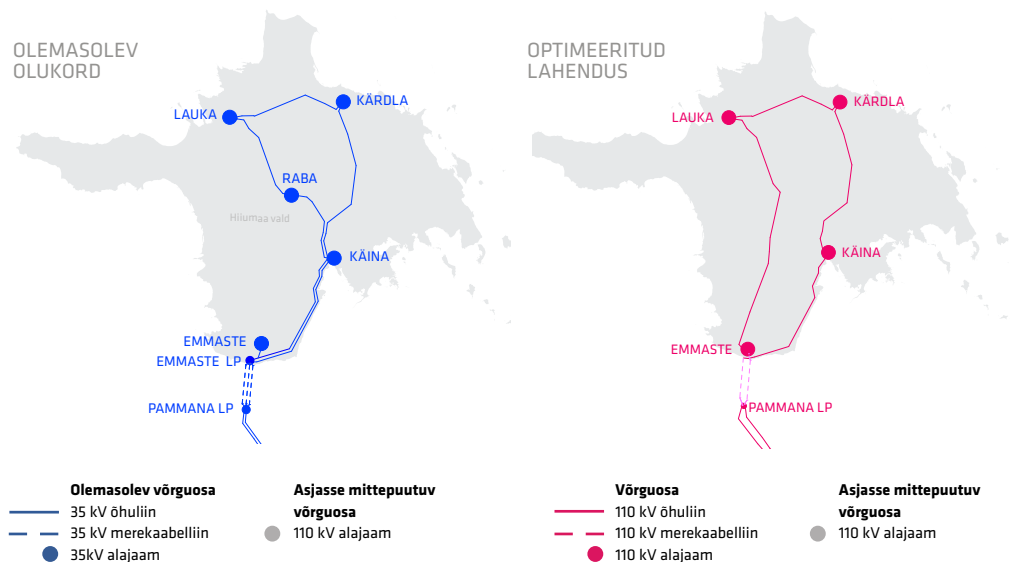 OLEMASOLEV
OLUKORD
KÄRDLA
LAUKA
RABA
Hiiumaa vald
KÄINA
EMMASTE
EMMASTE LP
PAMMANA LP
Olemasolev võrguosa
35 kV õhuliin
35 kV merekaabelliin
35kV alajaam
Asjasse mittepuutuv
võrguosa
110 kV alajaam
OPTIMEERITUD
LAHENDUS
KÄRDLA
LAUKA
KÄINA
EMMASTE
PAMMANA LP
Võrguosa
110 kV õhuliin
110 kV merekaabelliin
110 kV alajaam
Asjasse mittepuutuv
võrguosa
110 kV alajaam